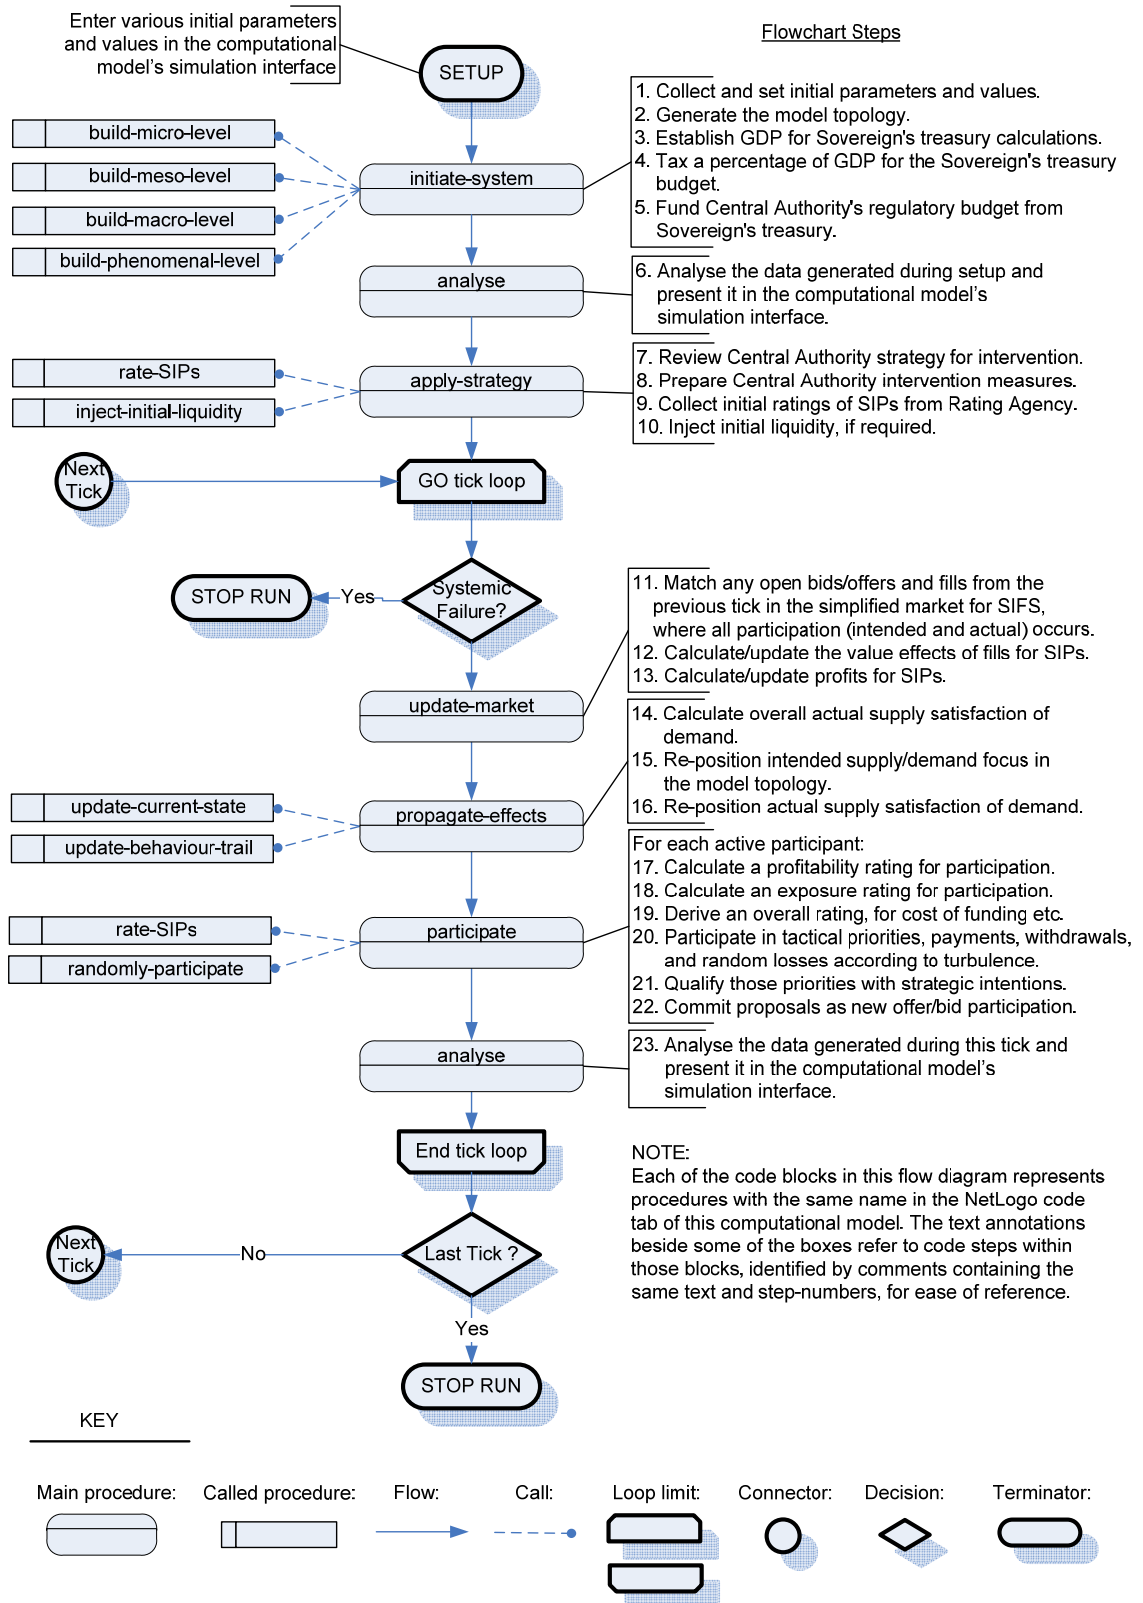 Enter various initial parameters
and values in the computational
model's simulation interface
Flowchart Steps
SETUP
1. Collect and set initial parameters and values.
2. Generate the model topology.
3. Establish GDP for Sovereign's treasury calculations.
4. Tax a percentage of GDP for the Sovereign's treasury
budget.
5. Fund Central Authority's regulatory budget from
Sovereign's treasury.
build-micro-level
build-meso-level
build-macro-level
build-phenomenal-level
initiate-system
analyse
6. Analyse the data generated during setup and
present it in the computational model's
simulation interface.
rate-SIPs
inject-initial-liquidity
apply-strategy
7. Review Central Authority strategy for intervention.
8. Prepare Central Authority intervention measures.
9. Collect initial ratings of SIPs from Rating Agency.
10. Inject initial liquidity, if required.
Next
Tick
GO tick loop
Systemic
Failure?
Yes
STOP RUN
11. Match any open bids/offers and fills from the
previous tick in the simplified market for SIFS,
where all participation (intended and actual) occurs.
12. Calculate/update the value effects of fills for SIPs.
13. Calculate/update profits for SIPs.
update-market
14. Calculate overall actual supply satisfaction of
demand.
15. Re-position intended supply/demand focus in
the model topology.
16. Re-position actual supply satisfaction of demand.
update-current-state
update-behaviour-trail
propagate-effects
For each active participant:
17. Calculate a profitability rating for participation.
18. Calculate an exposure rating for participation.
19. Derive an overall rating, for cost of funding etc.
20. Participate in tactical priorities, payments, withdrawals,
and random losses according to turbulence.
21. Qualify those priorities with strategic intentions.
22. Commit proposals as new offer/bid participation.
rate-SIPs
randomly-participate
participate
analyse
23. Analyse the data generated during this tick and
present it in the computational model's
simulation interface.
End tick loop
NOTE:
Each of the code blocks in this flow diagram represents
procedures with the same name in the NetLogo code
tab of this computational model. The text annotations
beside some of the boxes refer to code steps within
those blocks, identified by comments containing the
same text and step-numbers, for ease of reference.
Next
Tick
No
Last Tick ?
Yes
STOP RUN
KEY
Main procedure:
Called procedure:
Flow:
Call:
Loop limit:
Connector:
Decision:
Terminator: